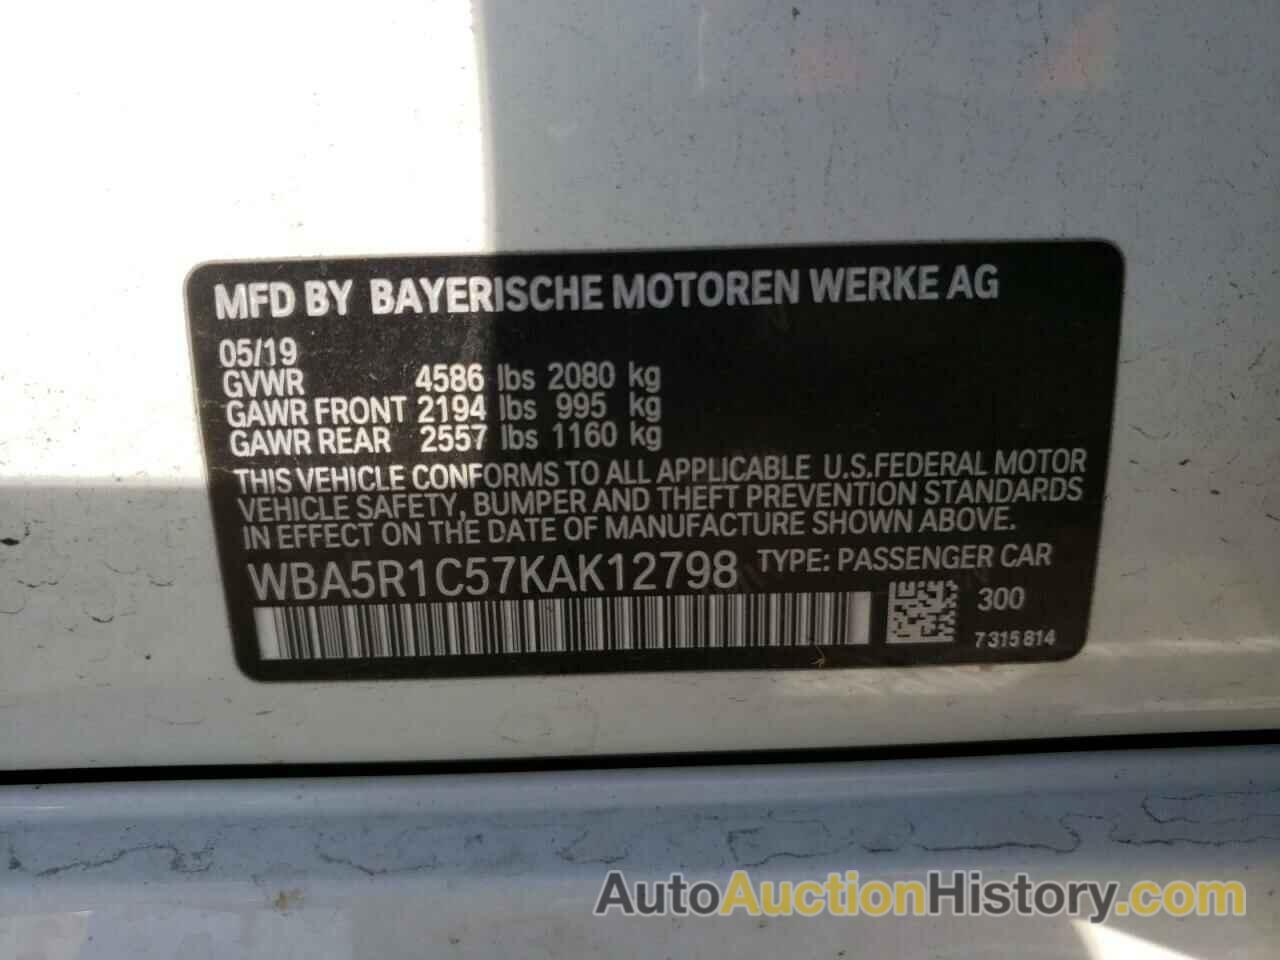 MFD BY BAYERISCHE MOTOREN WERKE AG
05/19
GVWR 4586 lbs 2080 kg
GAWR FRONT 2194 lbs 995 kg
GAWR REAR 2557 lbs 1160 kg
THIS VEHICLE CONFORMS TO ALL APPLICABLE U.S.FEDERAL MOTOR
VEHICLE SAFETY, BUMPER AND THEFT PREVENTION STANDARDS
IN EFFECT ON THE DATE OF MANUFACTURE SHOWN ABOVE.
WBA5R1C57KAK12798 TYPE: PASSENGER CAR
300
7 315 814
AutoAuctionHistory.com